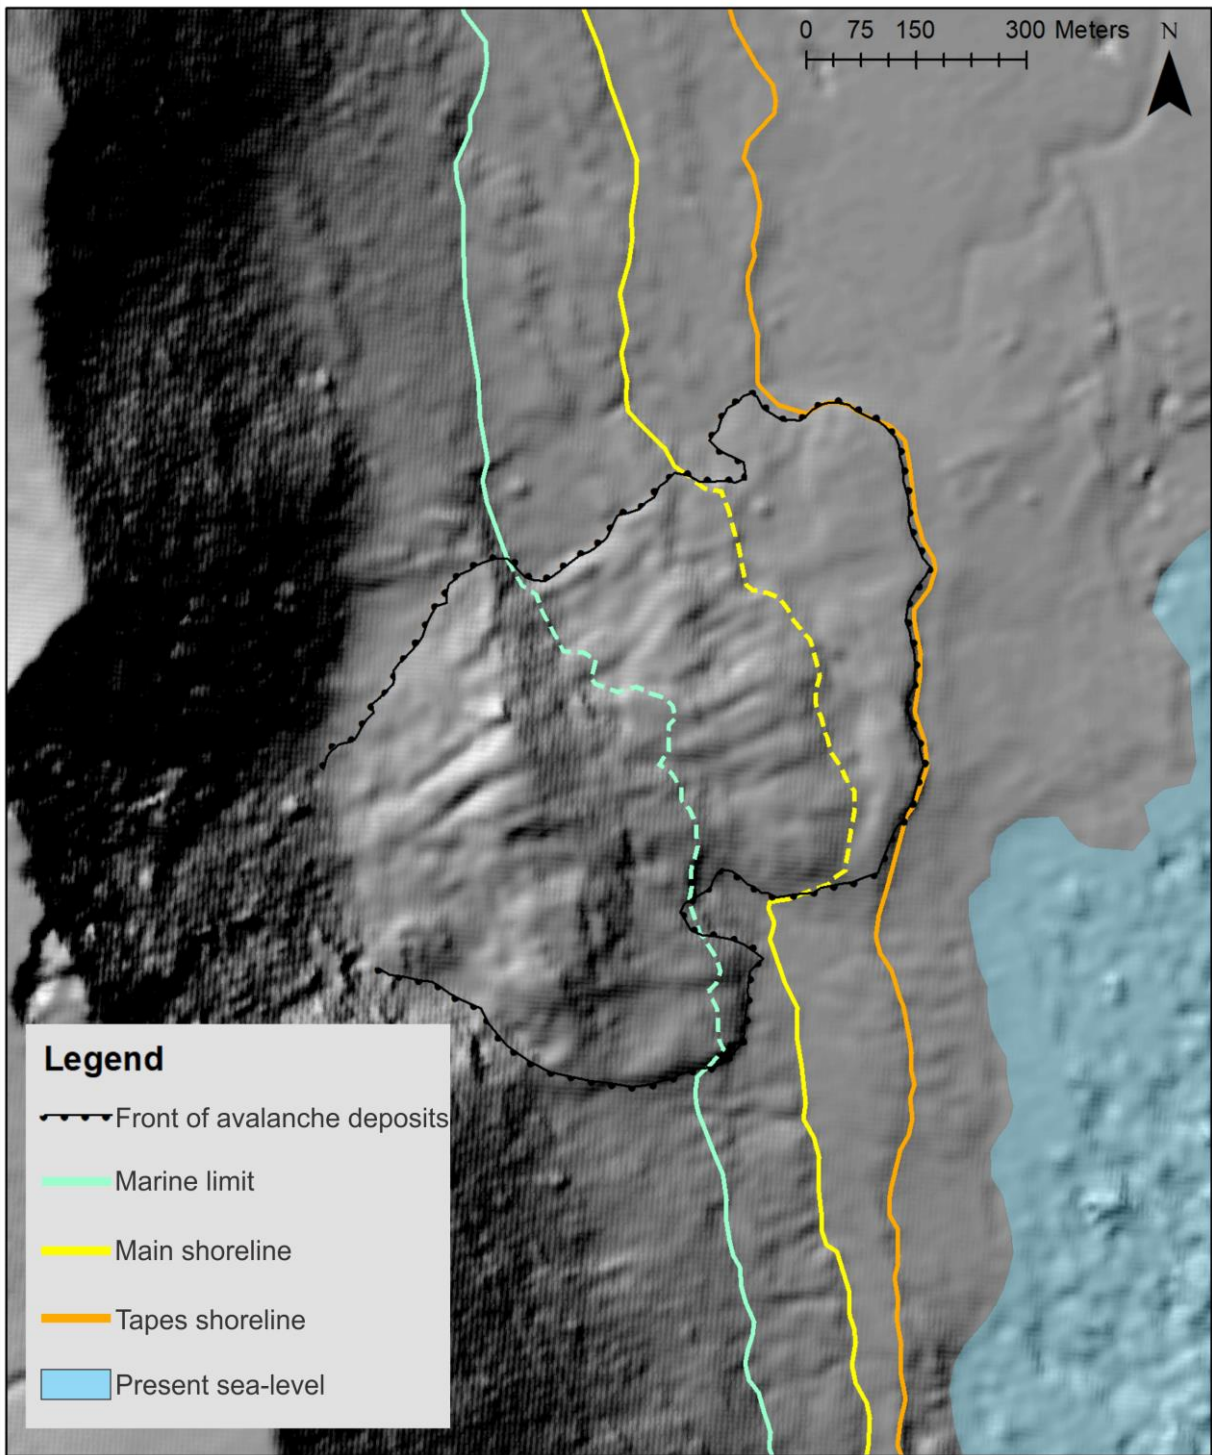 0 75 150 300 Meters N
Legend
Front of avalanche deposits
Marine limit
Main shoreline
Tapes shoreline
Present sea-level